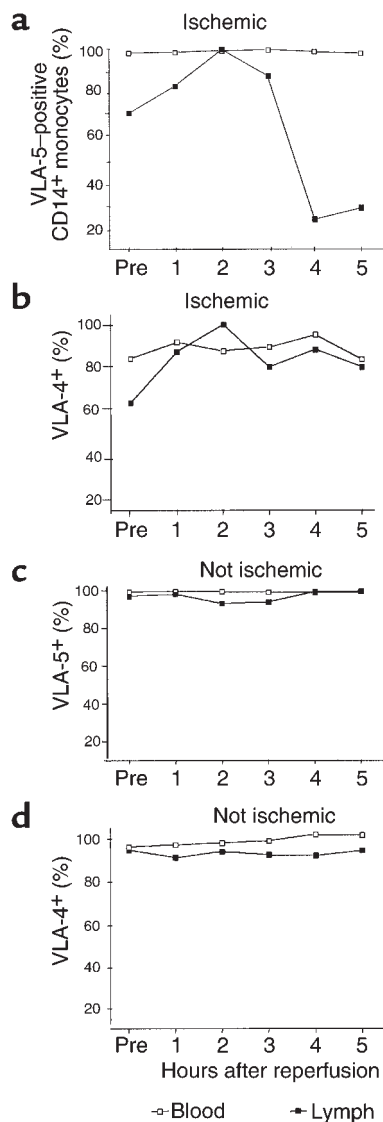 a
Ischemic
VLA-5–positive
CD14+ monocytes (%)
100
80
60
40
20
Pre 1 2 3 4 5
b
Ischemic
VLA-4+ (%)
100
80
60
40
20
Pre 1 2 3 4 5
c
Not ischemic
VLA-5+ (%)
100
80
60
40
20
Pre 1 2 3 4 5
d
Not ischemic
VLA-4+ (%)
100
80
60
40
20
Pre 1 2 3 4 5
Hours after reperfusion
Blood Lymph